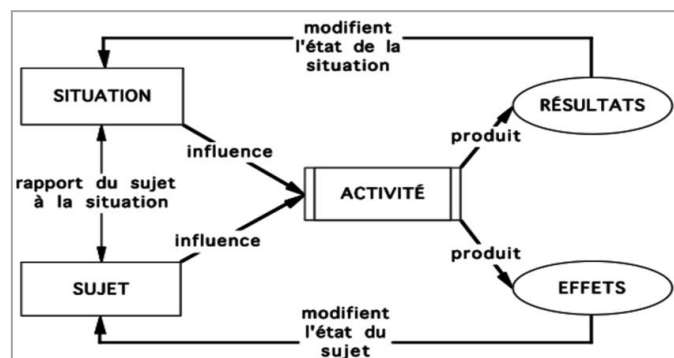 modifient
l'état de la
situation
SITUATION
RÉSULTATS
influence
produit
rapport du sujet
à la situation
ACTIVITÉ
influence
produit
SUJET
EFFETS
modifient
l'état du
sujet